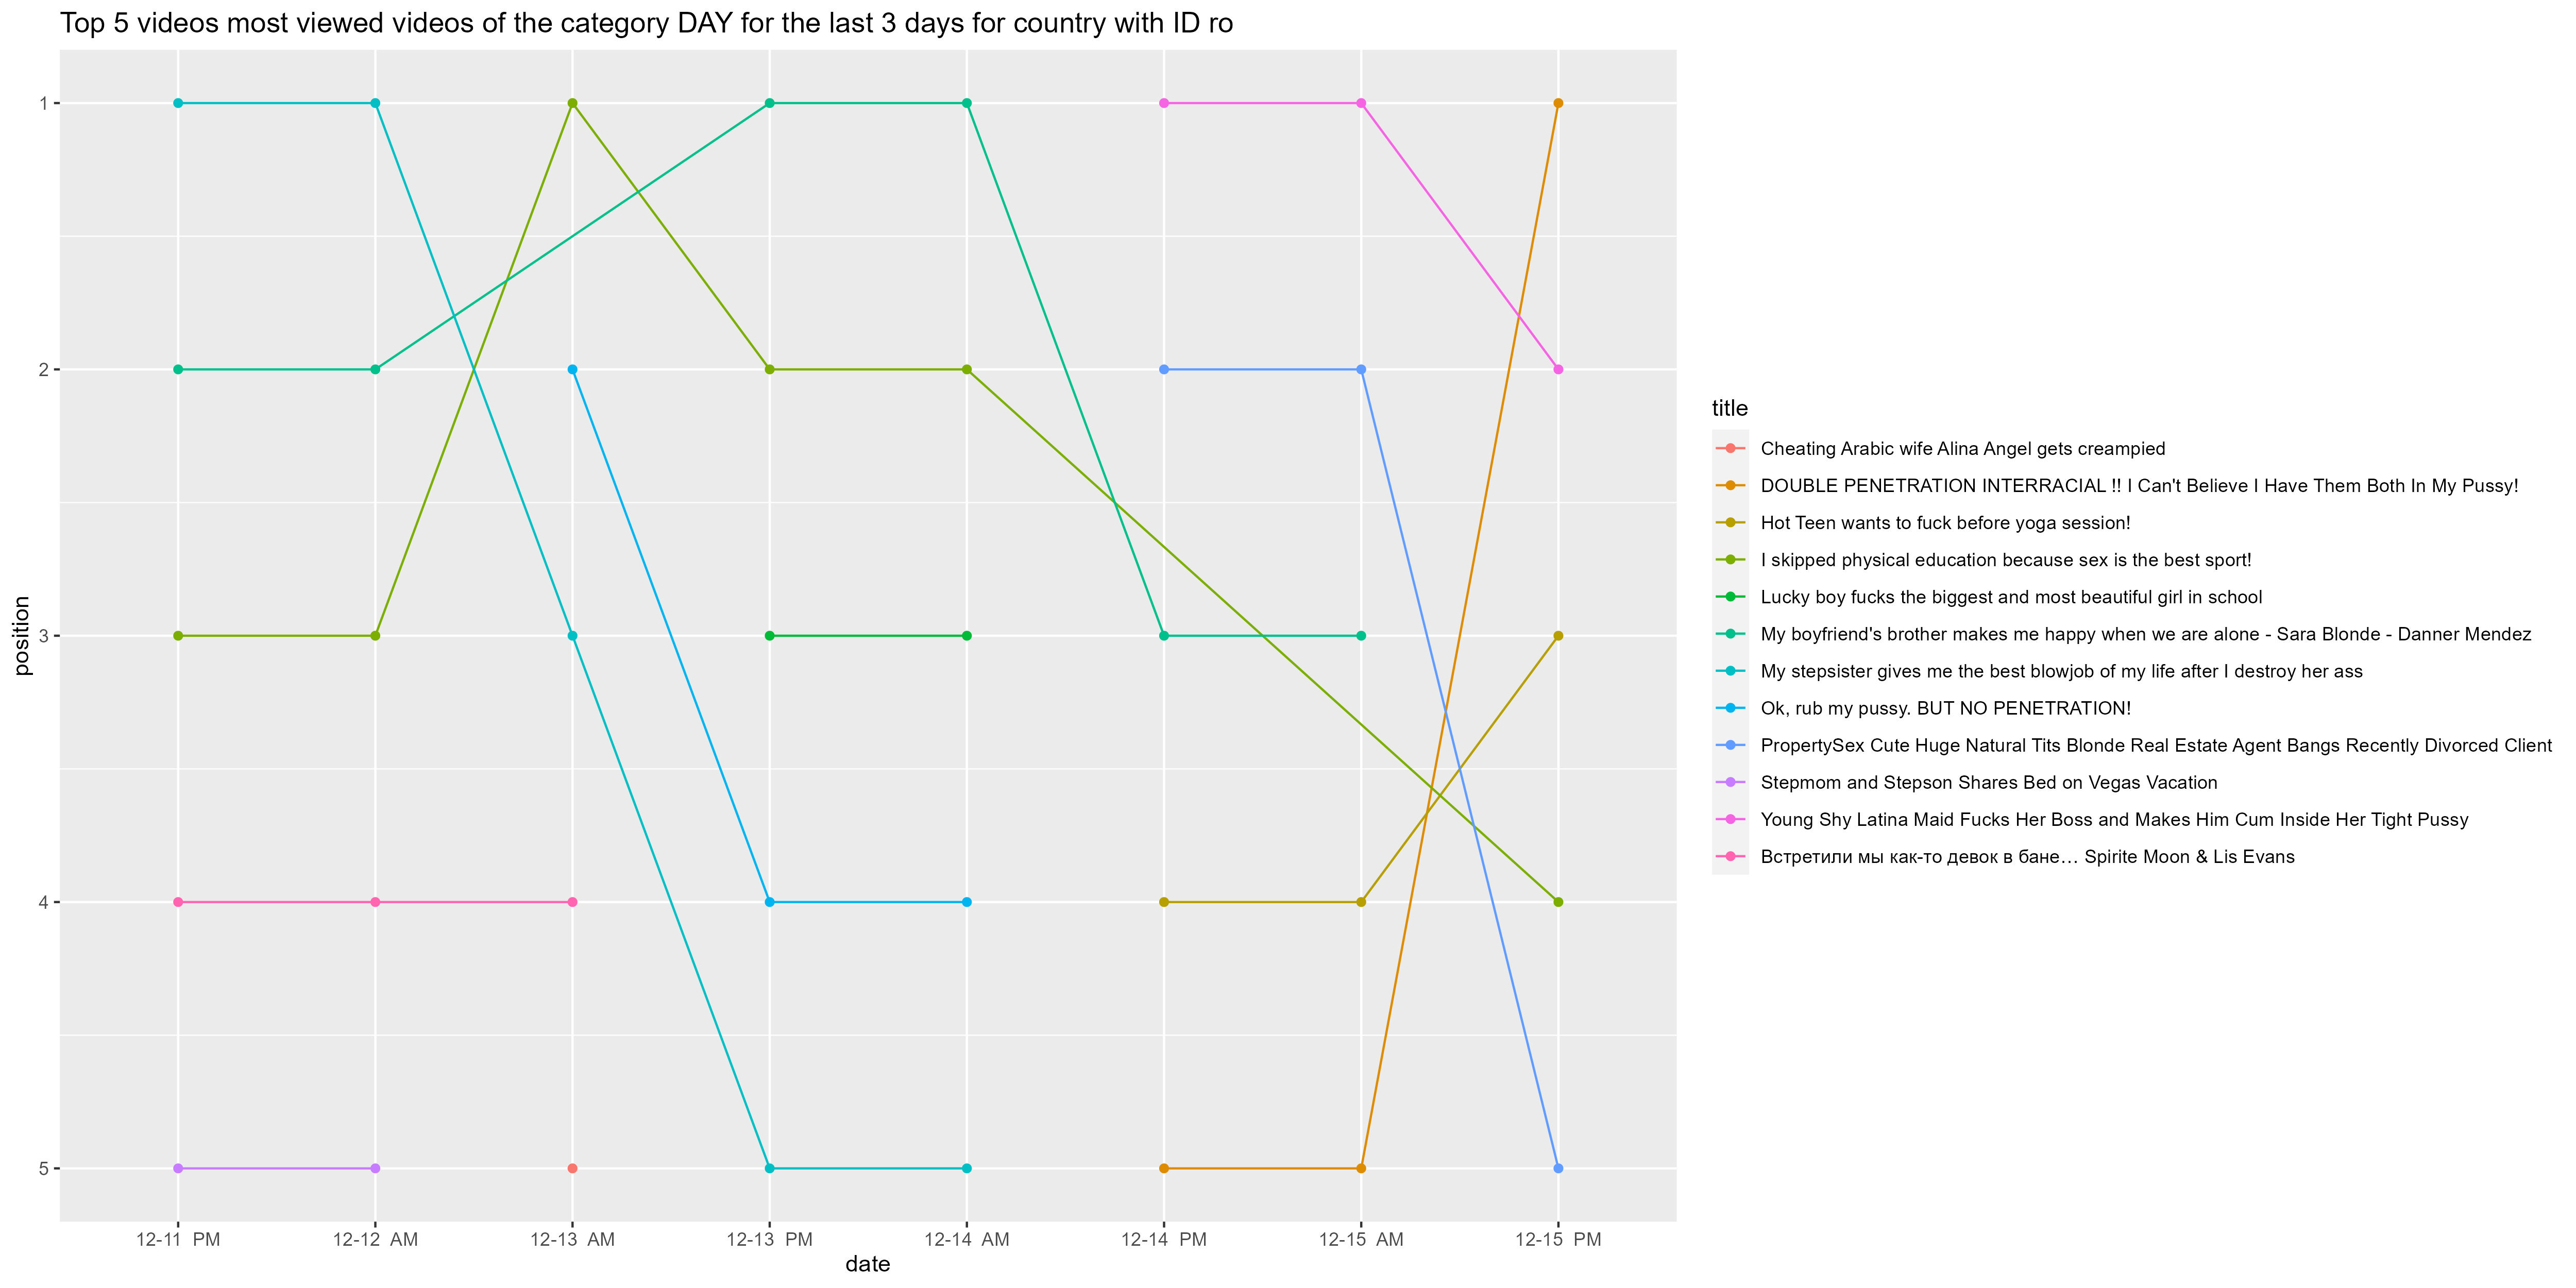 Top 5 videos most viewed videos of the category DAY for the last 3 days for country with ID ro
position
1
2
3
4
5
12-11 PM
12-12 AM
12-13 AM
12-13 PM
12-14 AM
12-14 PM
12-15 AM
12-15 PM
date
title
Cheating Arabic wife Alina Angel gets creampied
DOUBLE PENETRATION INTERRACIAL !! I Can't Believe I Have Them Both In My Pussy!
Hot Teen wants to fuck before yoga session!
I skipped physical education because sex is the best sport!
Lucky boy fucks the biggest and most beautiful girl in school
My boyfriend's brother makes me happy when we are alone - Sara Blonde - Danner Mendez
My stepsister gives me the best blowjob of my life after I destroy her ass
Ok, rub my pussy. BUT NO PENETRATION!
PropertySex Cute Huge Natural Tits Blonde Real Estate Agent Bangs Recently Divorced Client
Stepmom and Stepson Shares Bed on Vegas Vacation
Young Shy Latina Maid Fucks Her Boss and Makes Him Cum Inside Her Tight Pussy
Встретили мы как-то девок в бане… Spirite Moon & Lis Evans